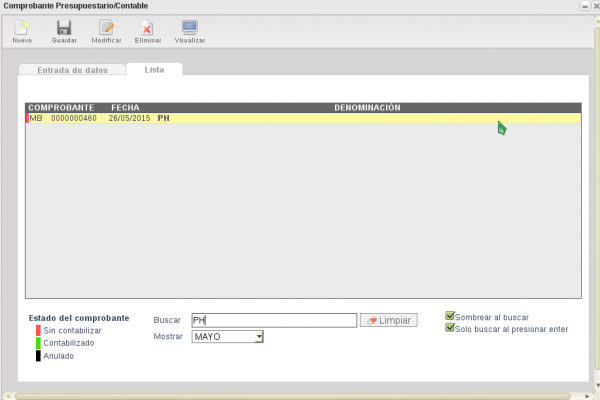 Comprobante Presupuestario/Contable
Nuevo Guardar Modificar Eliminar Visualizar
Entrada de datos Lista
COMPROBANTE FECHA DENOMINACIÓN
MB 0000000460 26/05/2015 PH
Estado del comprobante
Sin contabilizar
Contabilizado
Anulado
Buscar PH Limpiar
Mostrar MAYO
Sombrear al buscar
Solo buscar al presionar enter